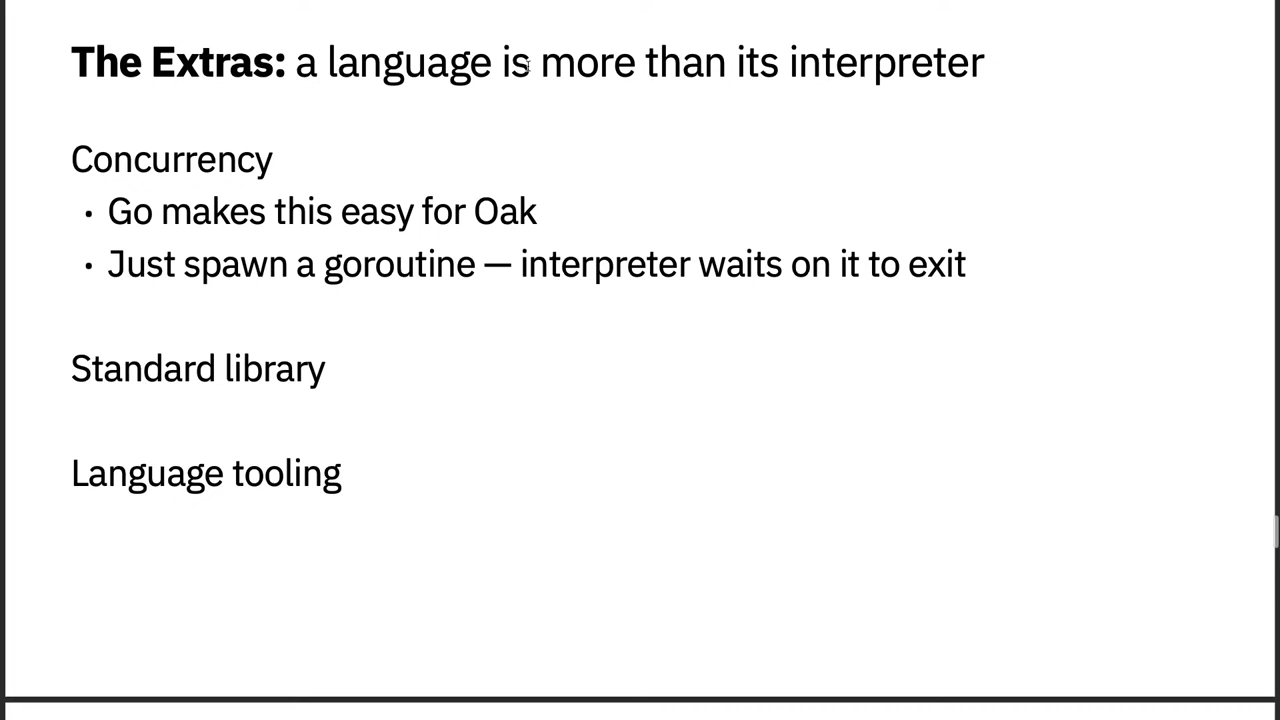 The Extras: a language is more than its interpreter
Concurrency
• Go makes this easy for Oak
• Just spawn a goroutine — interpreter waits on it to exit
Standard library
Language tooling